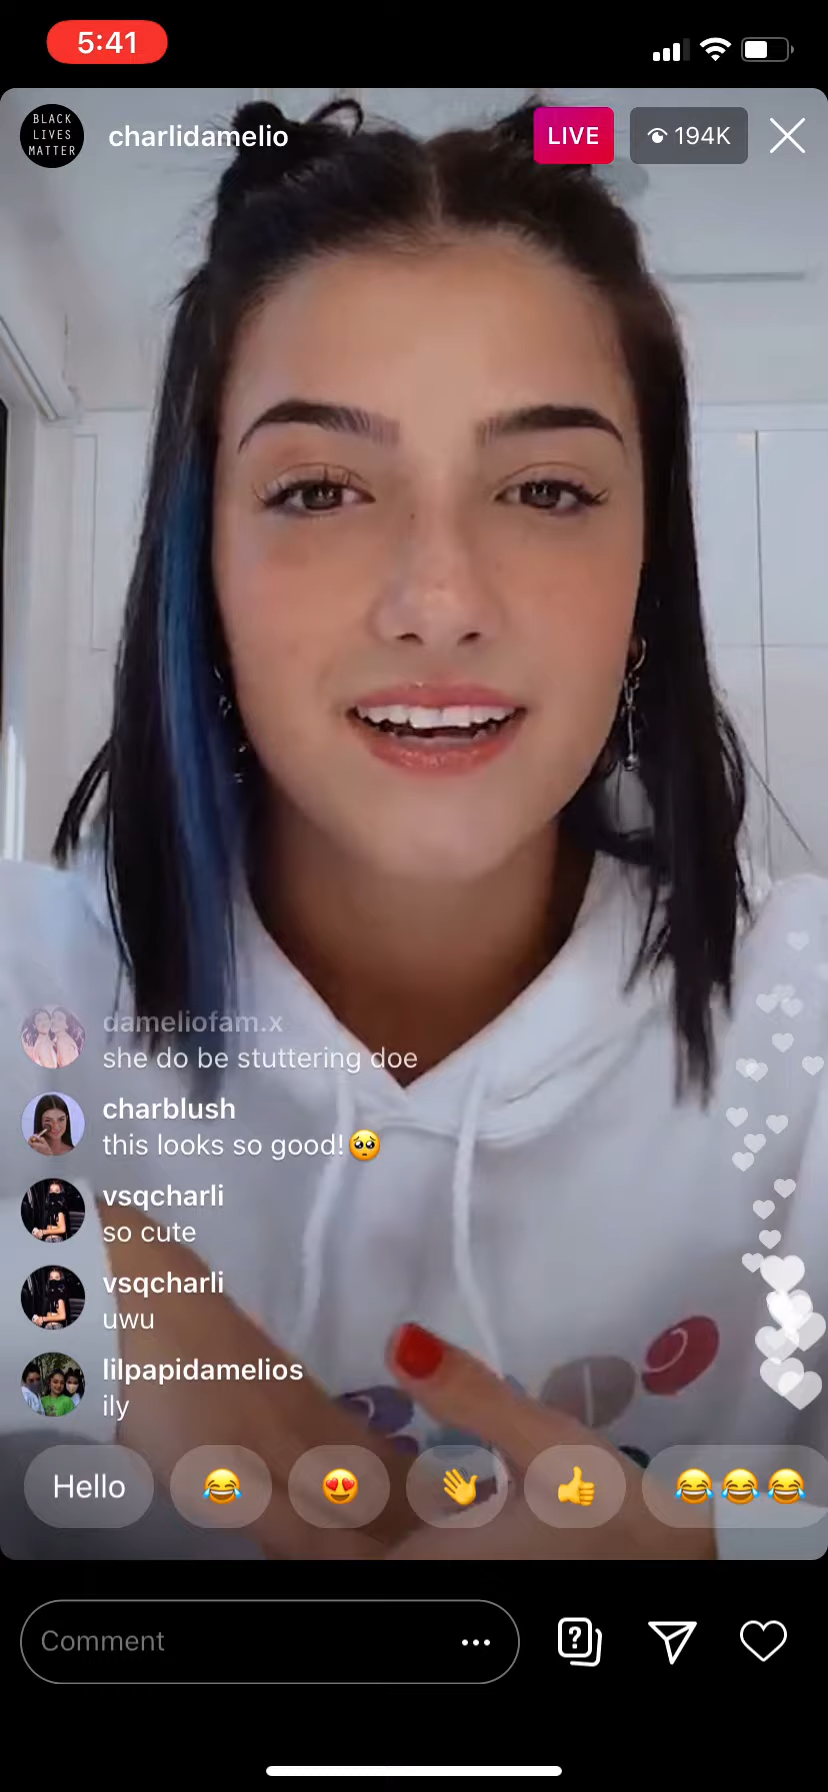 5:41
BLACK
LIVES
MATTER
charlidamelio
LIVE
194K
dameliofam.x
she do be stuttering doe
charblush
this looks so good!🥺
vsqcharli
so cute
vsqcharli
uwu
lilpapidamelios
ily
Hello 😂 😍 👋 👍 😂😂😂
Comment